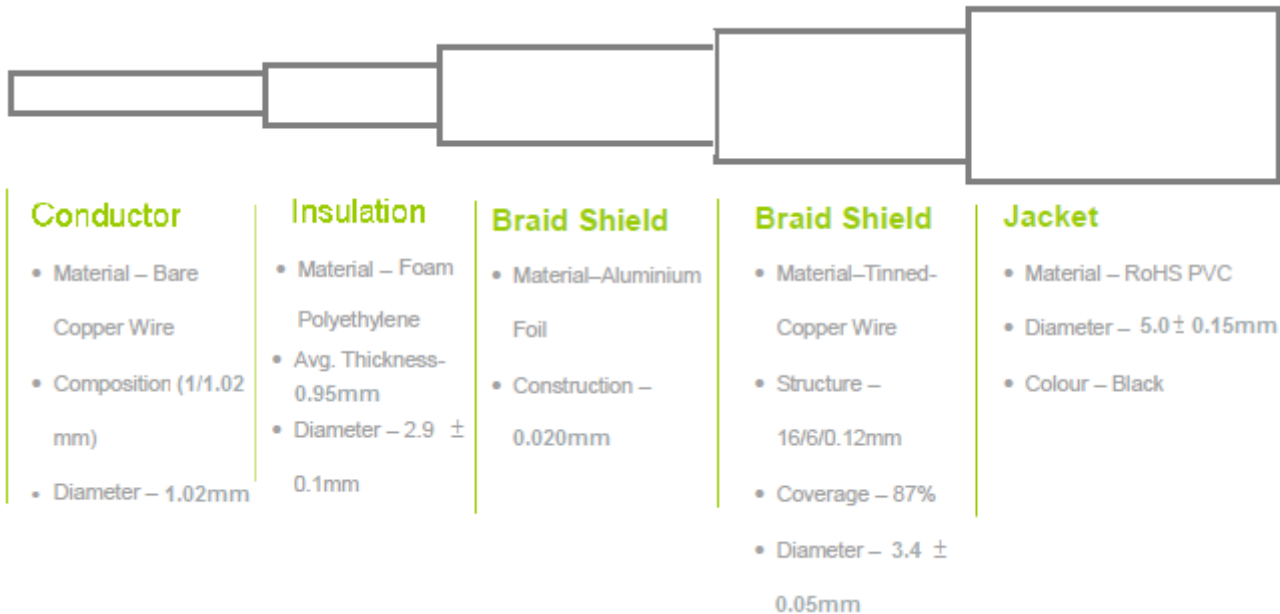 Conductor
• Material – Bare
Copper Wire
• Composition (1/1.02
mm)
• Diameter – 1.02mm
Insulation
• Material – Foam
Polyethylene
• Avg. Thickness-
0.95mm
• Diameter – 2.9 ±
0.1mm
Braid Shield
• Material–Aluminium
Foil
• Construction –
0.020mm
Braid Shield
• Material–Tinned-
Copper Wire
• Structure –
16/6/0.12mm
• Coverage – 87%
• Diameter – 3.4 ±
0.05mm
Jacket
• Material – RoHS PVC
• Diameter – 5.0 ± 0.15mm
• Colour – Black